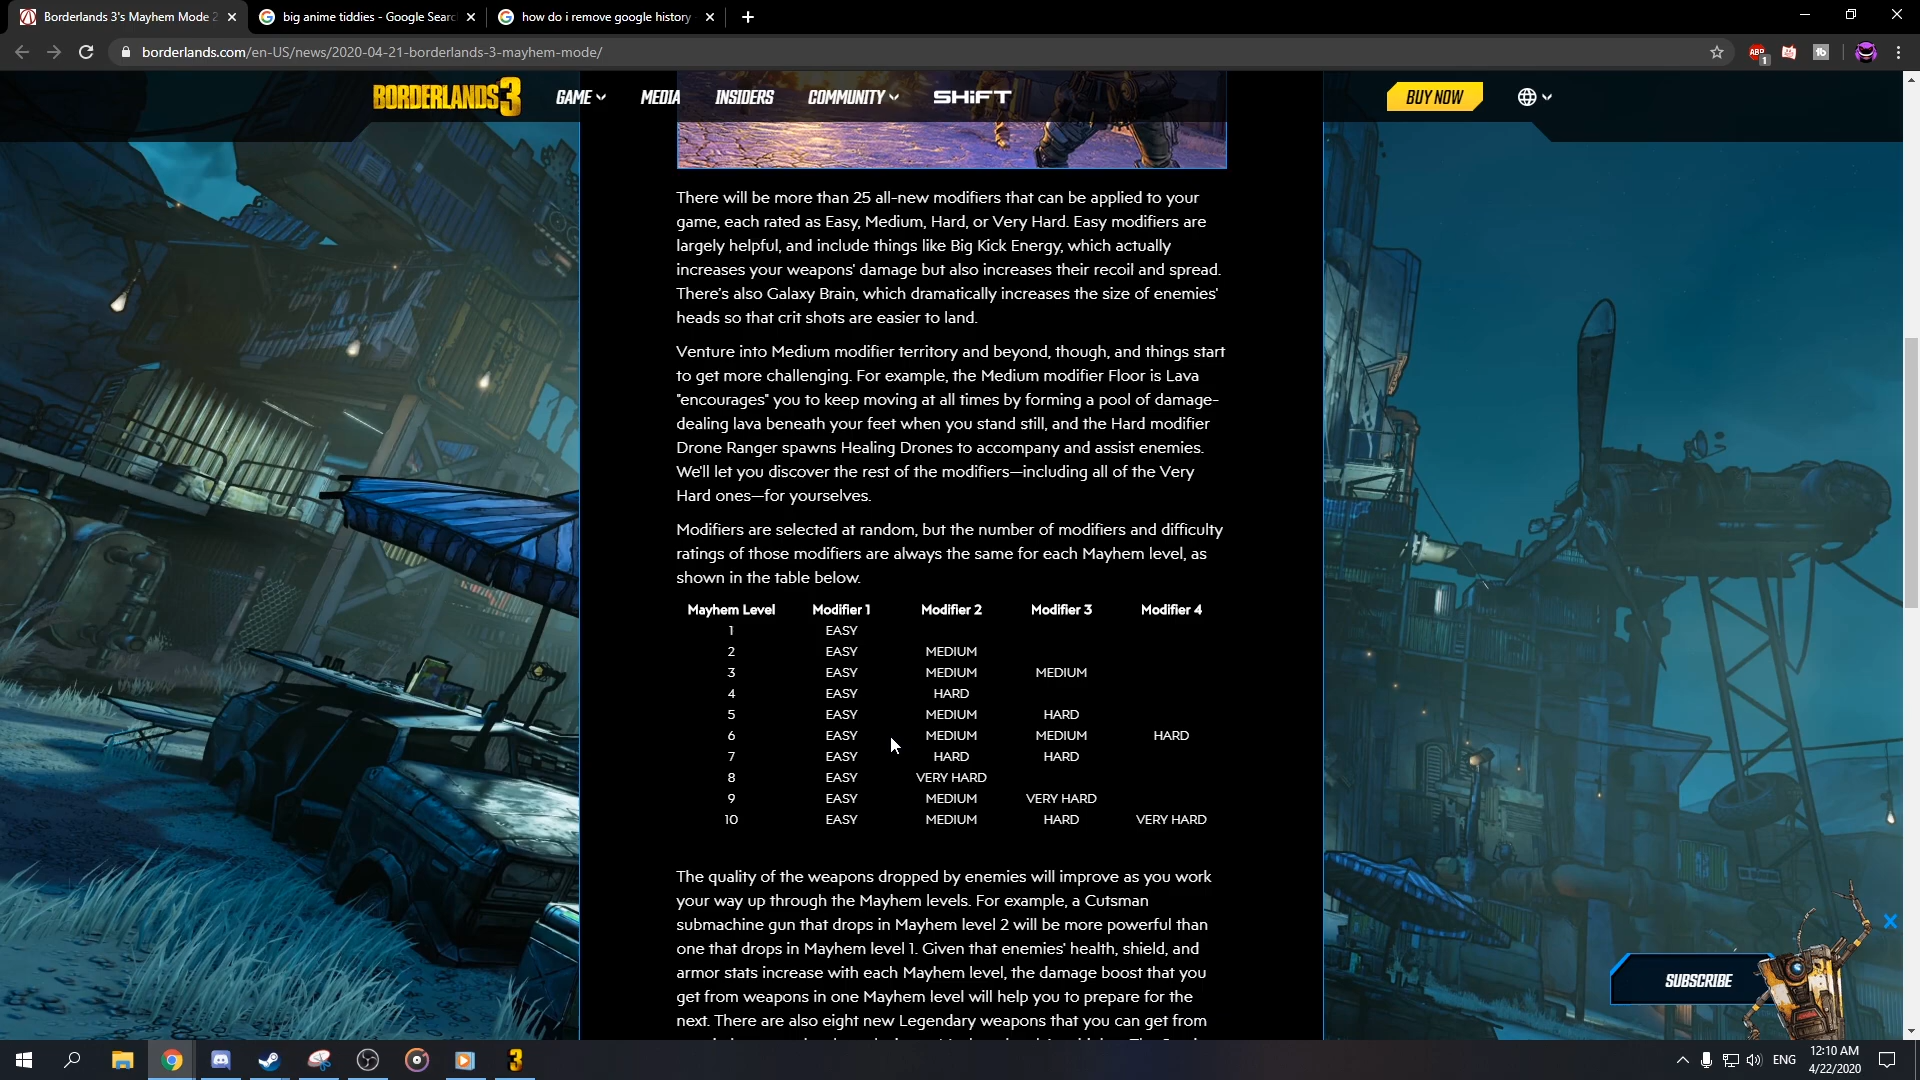 Borderlands 3's Mayhem Mode 2
big anime tiddies - Google Searc
how do i remove google history
borderlands.com/en-US/news/2020-04-21-borderlands-3-mayhem-mode/
ABP
1
tb
BORDERLANDS 3
GAME
MEDIA
INSIDERS
COMMUNITY
SHiFT
BUY NOW
There will be more than 25 all-new modifiers that can be applied to your
game, each rated as Easy, Medium, Hard, or Very Hard. Easy modifiers are
largely helpful, and include things like Big Kick Energy, which actually
increases your weapons' damage but also increases their recoil and spread.
There's also Galaxy Brain, which dramatically increases the size of enemies'
heads so that crit shots are easier to land.
Venture into Medium modifier territory and beyond, though, and things start
to get more challenging. For example, the Medium modifier Floor is Lava
"encourages" you to keep moving at all times by forming a pool of damage-
dealing lava beneath your feet when you stand still, and the Hard modifier
Drone Ranger spawns Healing Drones to accompany and assist enemies.
We'll let you discover the rest of the modifiers—including all of the Very
Hard ones—for yourselves.
Modifiers are selected at random, but the number of modifiers and difficulty
ratings of those modifiers are always the same for each Mayhem level, as
shown in the table below.
Mayhem Level Modifier 1 Modifier 2 Modifier 3 Modifier 4
1 EASY
2 EASY MEDIUM
3 EASY MEDIUM MEDIUM
4 EASY HARD
5 EASY MEDIUM HARD
6 EASY MEDIUM MEDIUM HARD
7 EASY HARD HARD
8 EASY VERY HARD
9 EASY MEDIUM VERY HARD
10 EASY MEDIUM HARD VERY HARD
The quality of the weapons dropped by enemies will improve as you work
your way up through the Mayhem levels. For example, a Cutsman
submachine gun that drops in Mayhem level 2 will be more powerful than
one that drops in Mayhem level 1. Given that enemies' health, shield, and
armor stats increase with each Mayhem level, the damage boost that you
get from weapons in one Mayhem level will help you to prepare for the
next. There are also eight new Legendary weapons that you can get from
SUBSCRIBE
3
ENG
12:10 AM
4/22/2020